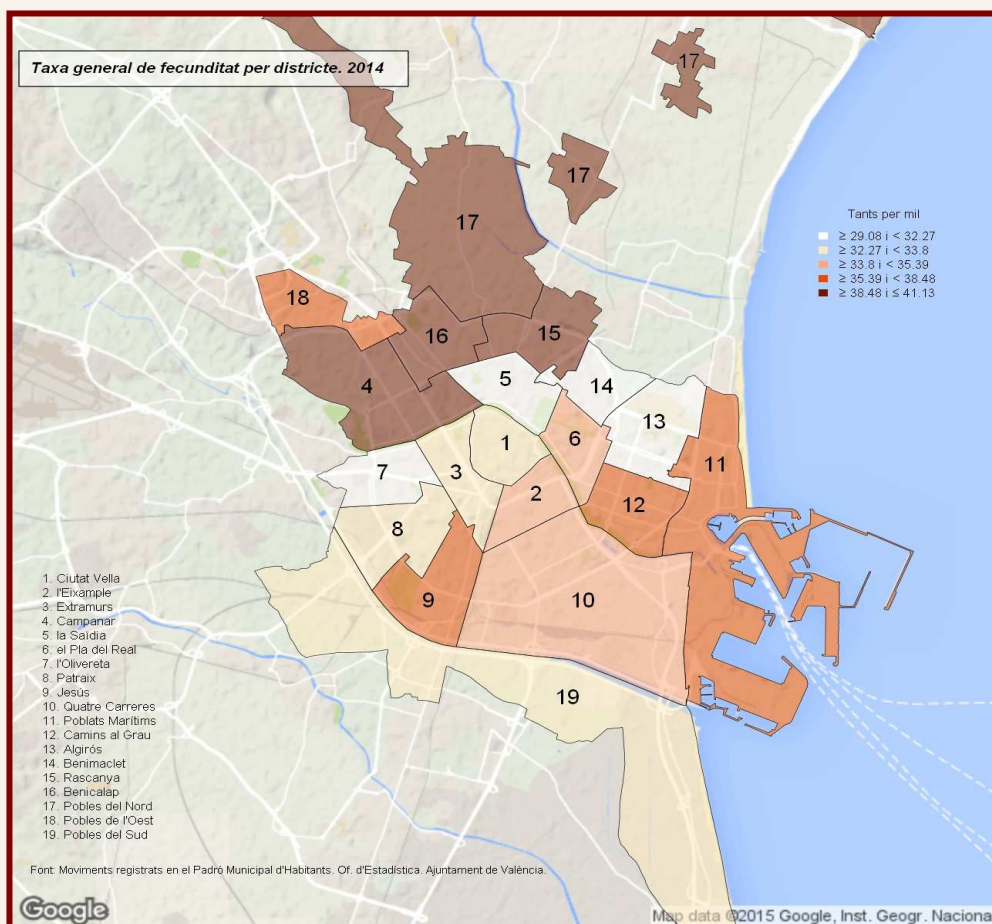 Taxa general de fecunditat per districte. 2014
17
17
17
18
16
15
4
5
14
13
1
6
11
3
7
2
12
8
9
10
19
Tants per mil
≥ 29.08 i < 32.27
≥ 32.27 i < 33.8
≥ 33.8 i < 35.39
≥ 35.39 i < 38.48
≥ 38.48 i ≤ 41.13
1. Ciutat Vella
2. l'Eixample
3. Extramurs
4. Campanar
5. la Saïdia
6. el Pla del Real
7. l'Olivereta
8. Patraix
9. Jesús
10. Quatre Carreres
11. Poblats Marítims
12. Camins al Grau
13. Algirós
14. Benimaclet
15. Rascanya
16. Benicalap
17. Pobles del Nord
18. Pobles de l'Oest
19. Pobles del Sud
Font: Moviments registrats en el Padró Municipal d'Habitants. Of. d'Estadística. Ajuntament de València.
Google
Map data ©2015 Google, Inst. Geogr. Naciona